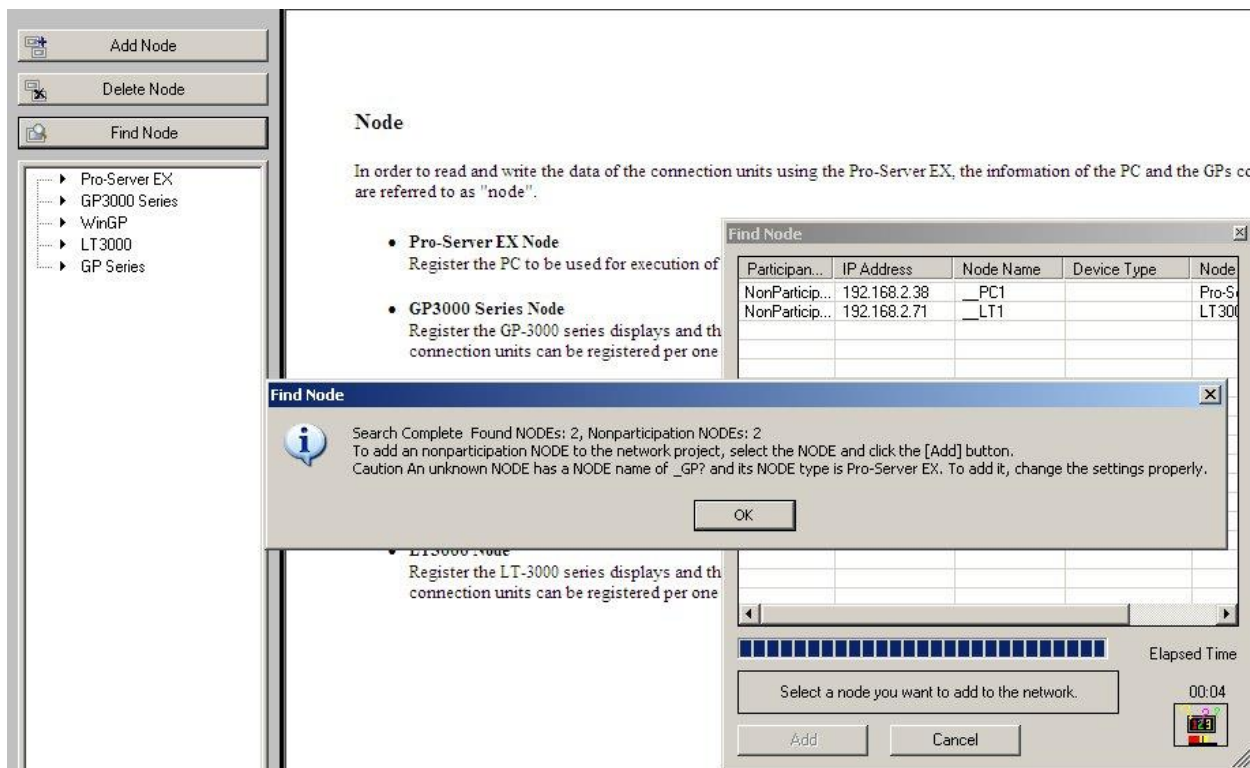 Add Node
Delete Node
Find Node
Pro-Server EX
GP3000 Series
WinGP
LT3000
GP Series
Node
In order to read and write the data of the connection units using the Pro-Server EX, the information of the PC and the GPs
are referred to as "node".
• Pro-Server EX Node
Register the PC to be used for execution of
• GP3000 Series Node
Register the GP-3000 series displays and th
connection units can be registered per one
• LT3000 Node
Register the LT-3000 series displays and th
connection units can be registered per one
Find Node
Participan... IP Address Node Name Device Type Node
NonParticip... 192.168.2.38 __PC1 Pro-S
NonParticip... 192.168.2.71 __LT1 LT300
Find Node
Search Complete Found NODEs: 2, Nonparticipation NODEs: 2
To add an nonparticipation NODE to the network project, select the NODE and click the [Add] button.
Caution An unknown NODE has a NODE name of _GP? and its NODE type is Pro-Server EX. To add it, change the settings properly.
OK
Elapsed Time
Select a node you want to add to the network.
00:04
Add
Cancel